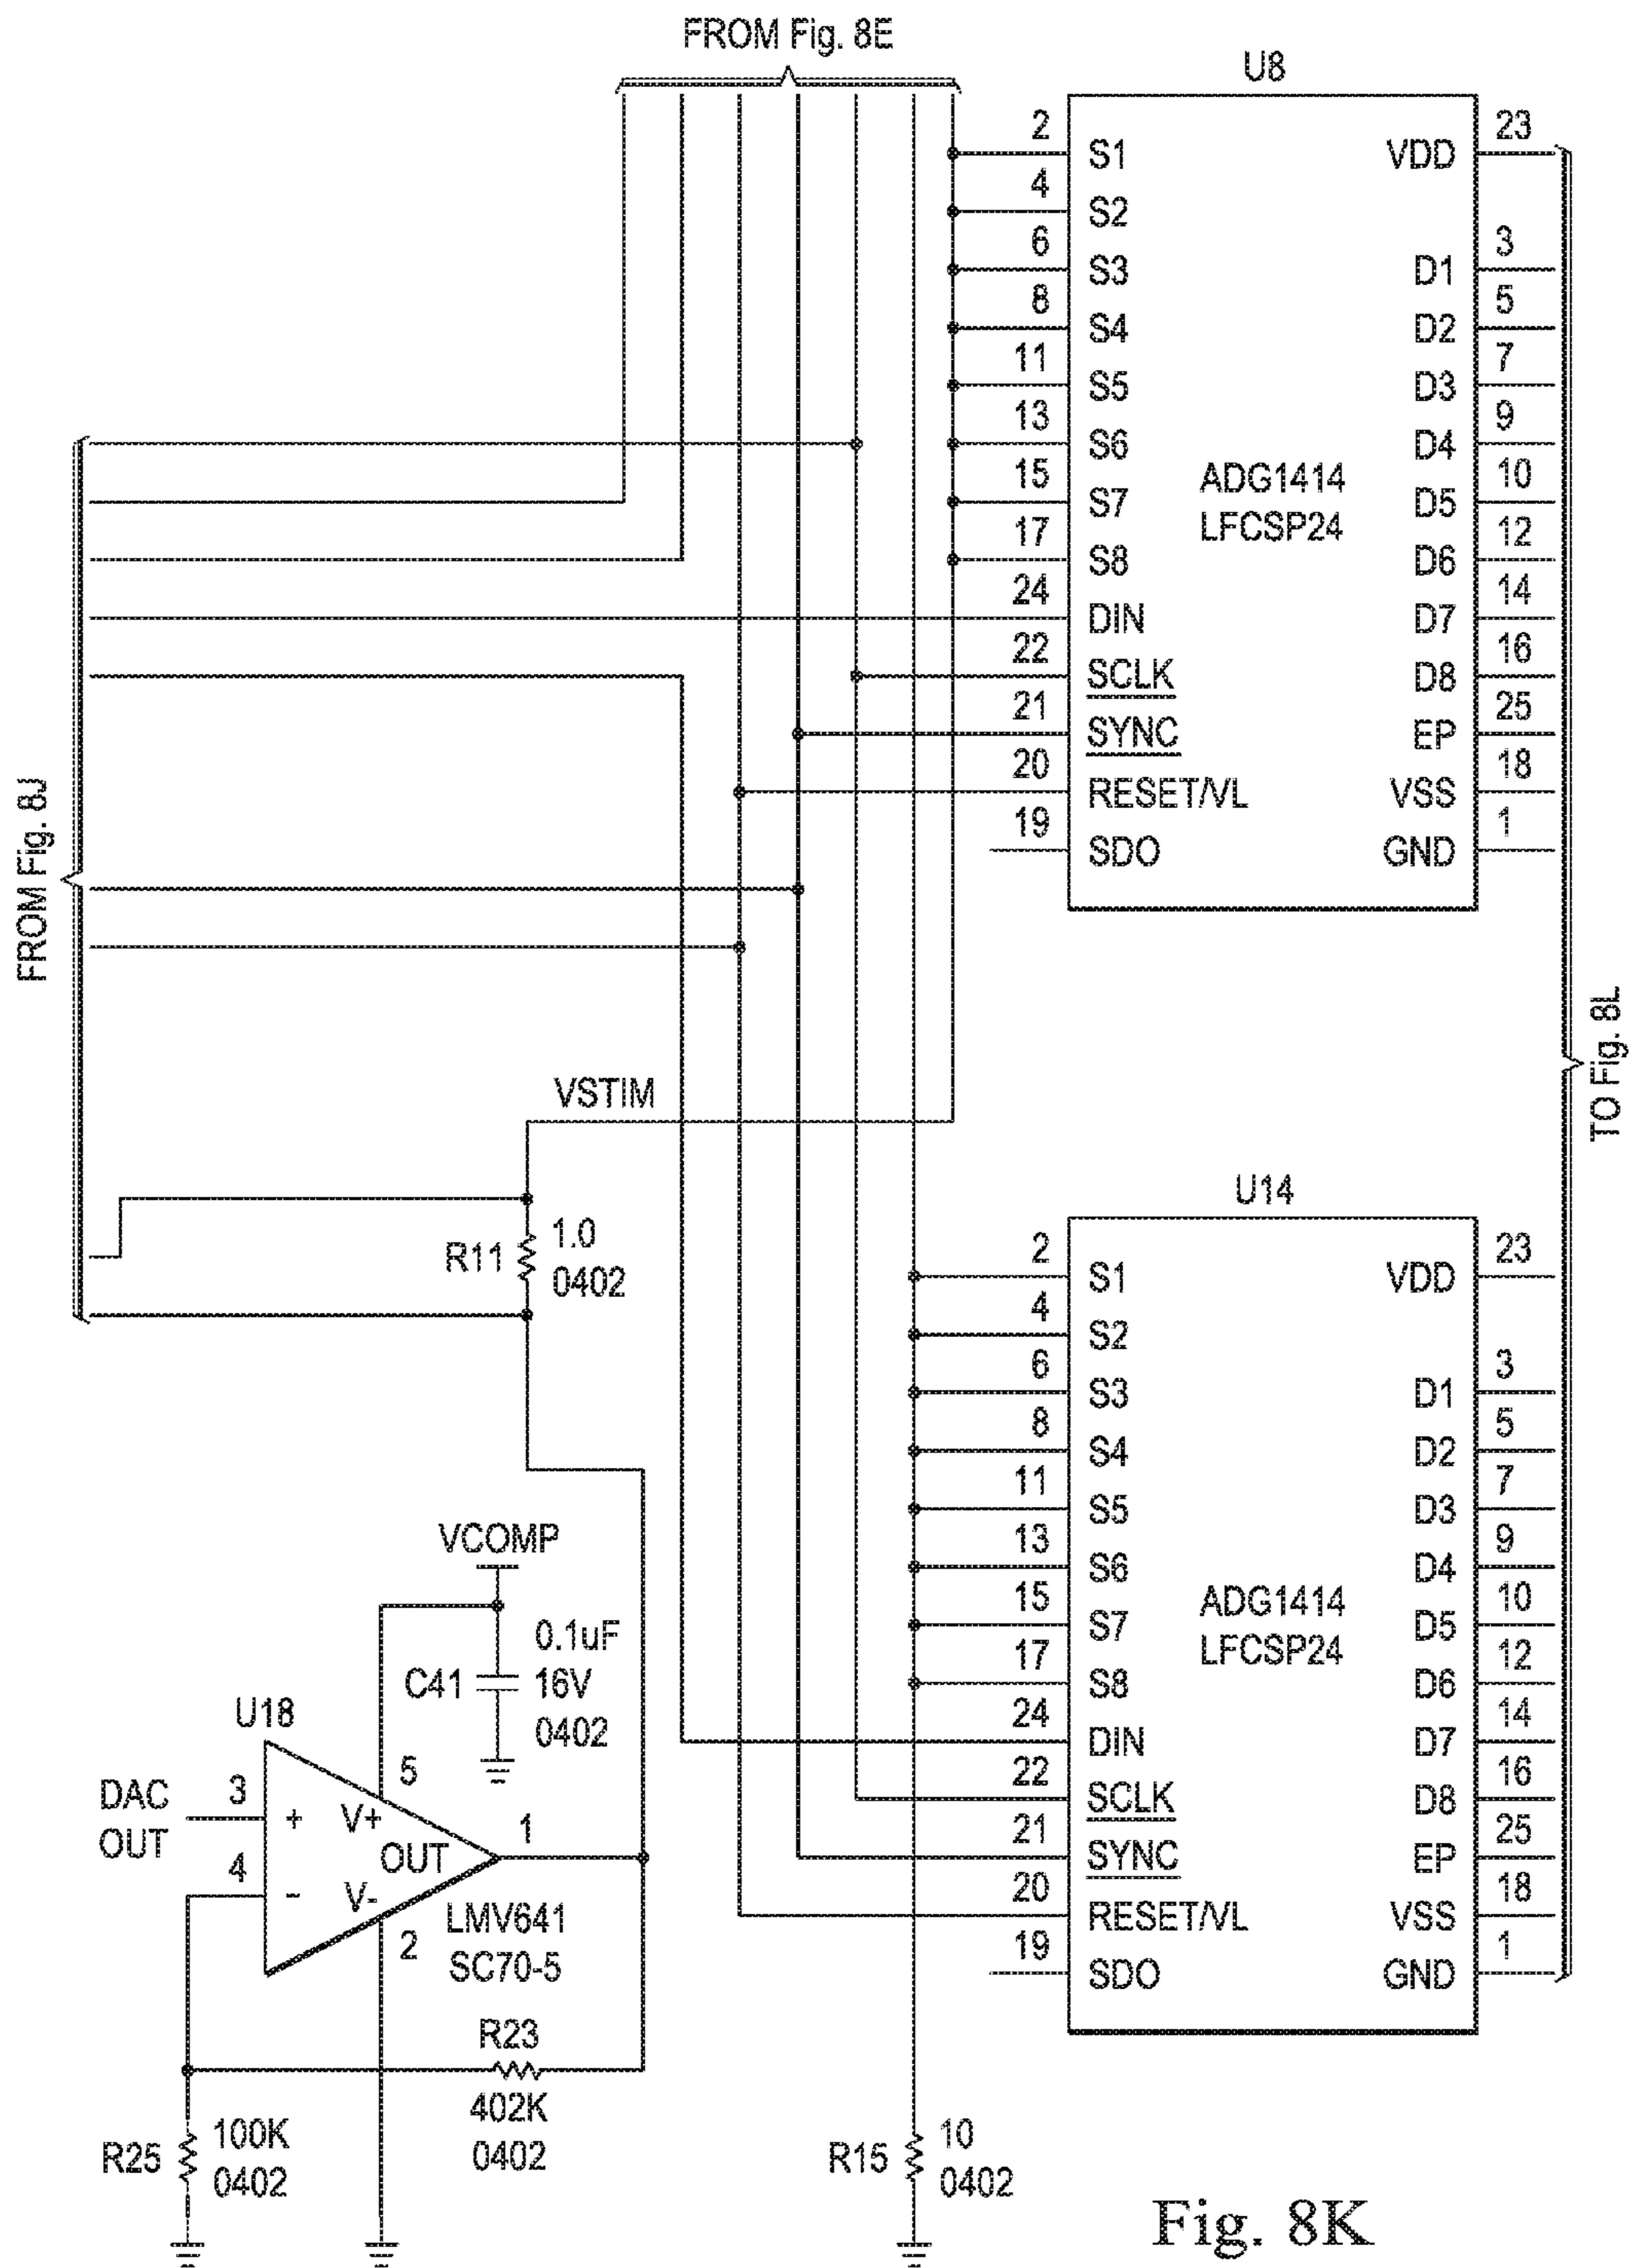 FROM Fig. 8E
U8
2 S1 VDD 23
4 S2
6 S3 D1 3
8 S4 D2 5
11 S5 D3 7
13 S6 D4 9
15 S7 D5 10
17 S8 D6 12
24 DIN D7 14
22 SCLK D8 16
21 SYNC EP 25
20 RESET/VL VSS 18
19 SDO GND 1
ADG1414
LFCSP24
FROM Fig. 8J
TO Fig. 8L
VSTIM
R11 1.0
0402
U14
2 S1 VDD 23
4 S2
6 S3 D1 3
8 S4 D2 5
11 S5 D3 7
13 S6 D4 9
15 S7 D5 10
17 S8 D6 12
24 DIN D7 14
22 SCLK D8 16
21 SYNC EP 25
20 RESET/VL VSS 18
19 SDO GND 1
ADG1414
LFCSP24
VCOMP
C41 0.1uF
16V
0402
U18
DAC
OUT
3 + V+ 5
OUT 1
4 - V- 2
LMV641
SC70-5
R23
402K
0402
R25 100K
0402
R15 10
0402
Fig. 8K